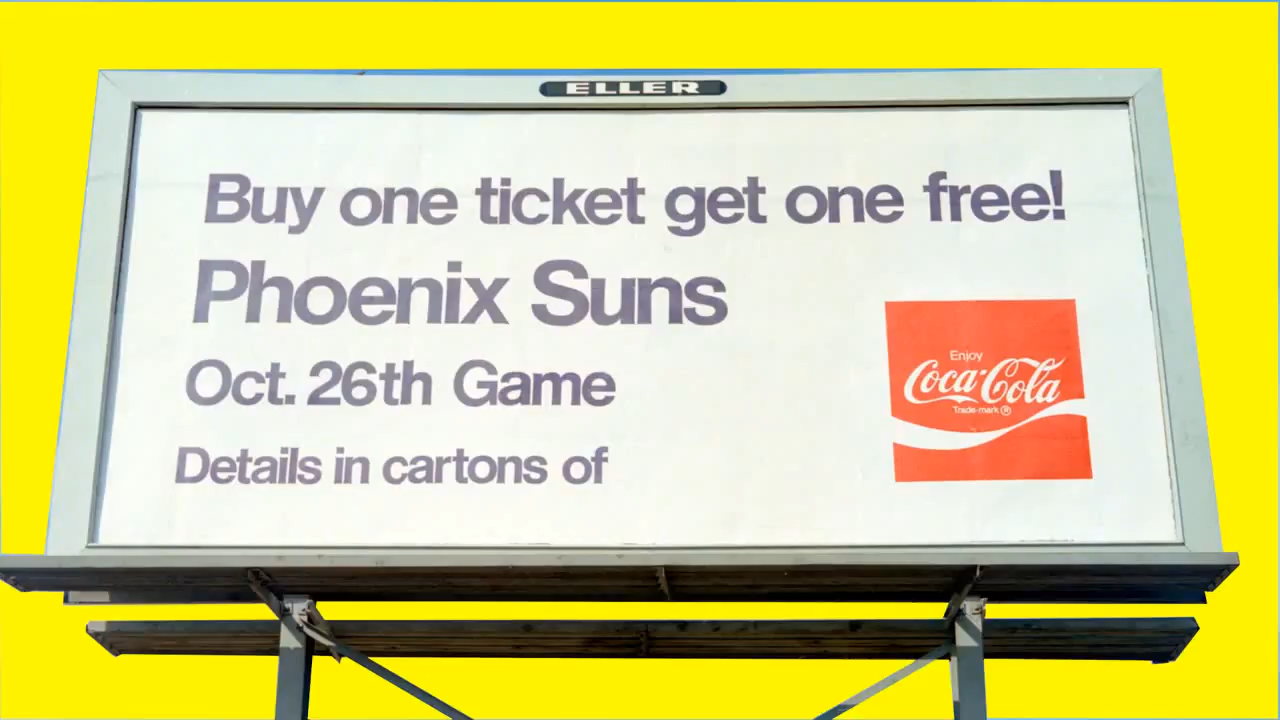 ELLER
Buy one ticket get one free!
Phoenix Suns
Oct. 26th Game
Details in cartons of
Enjoy
Coca-Cola
Trade-mark ®